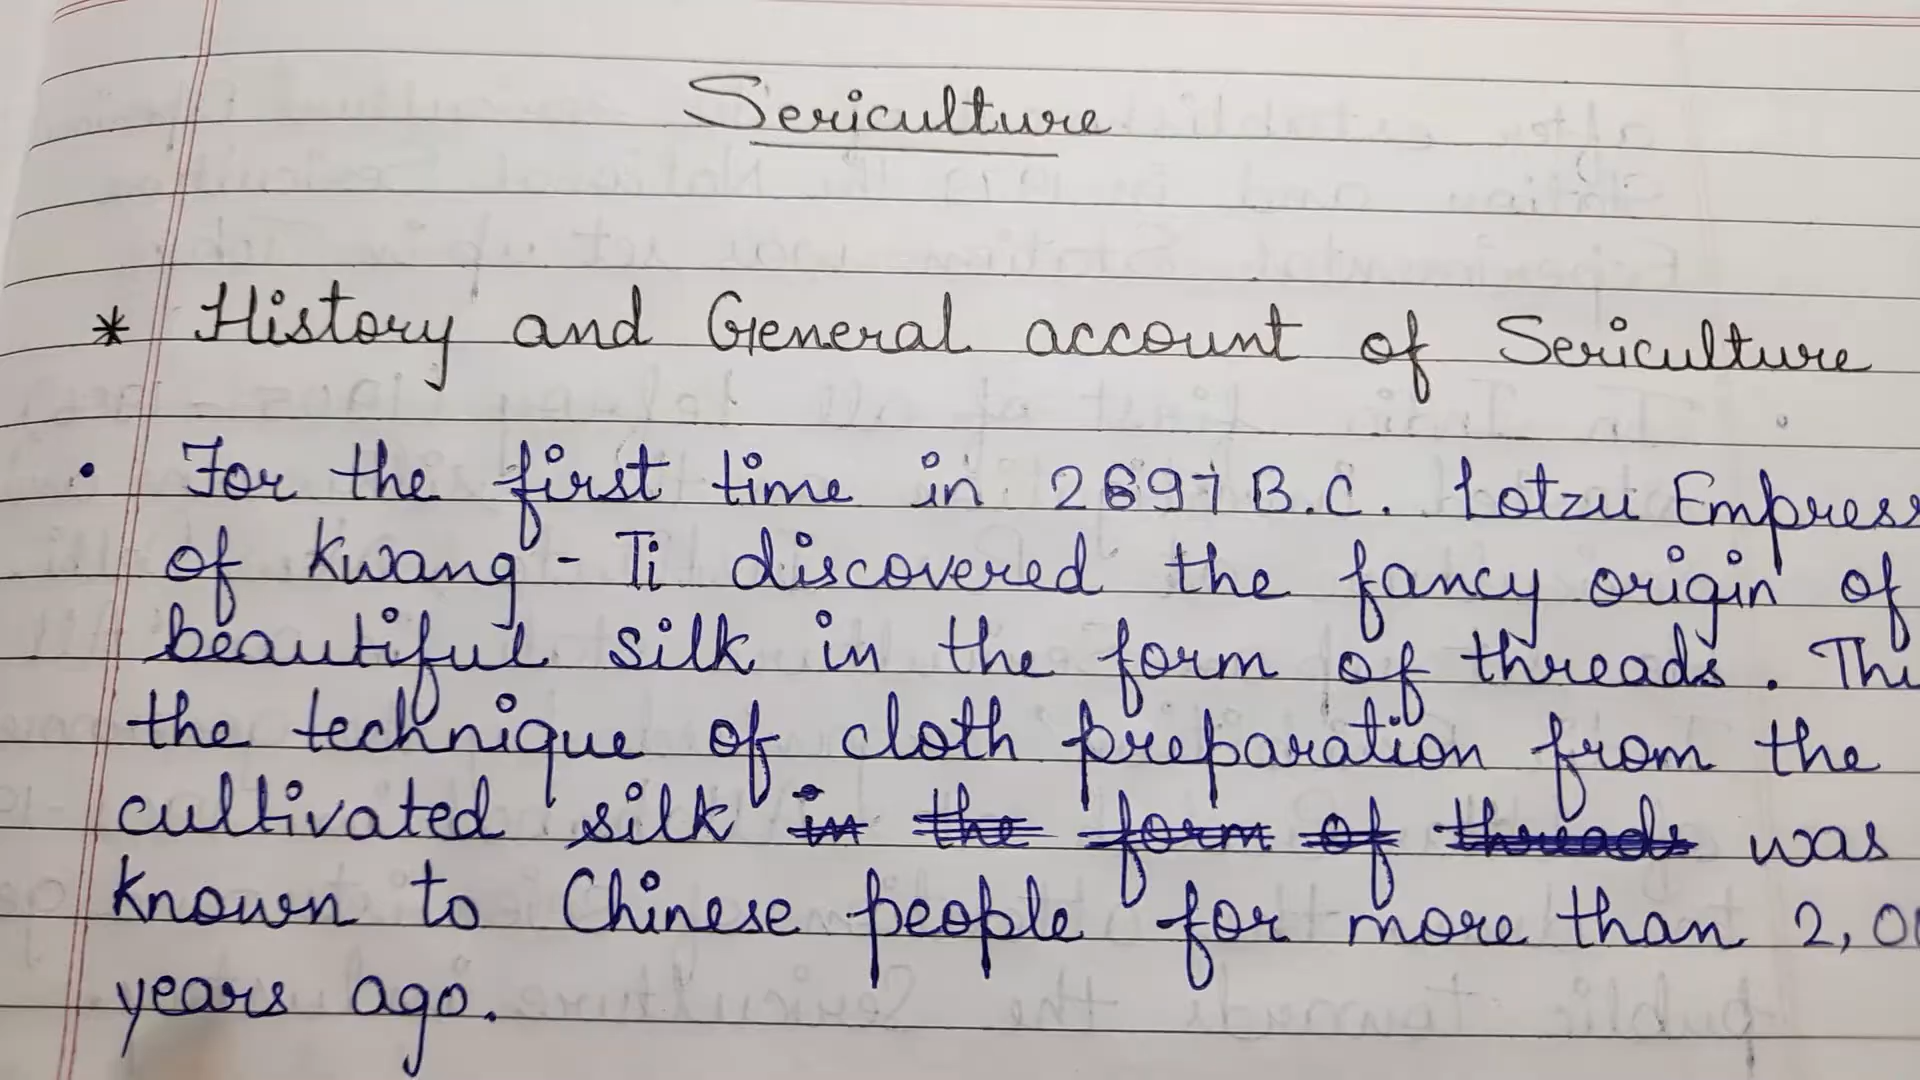 Sericulture
* History and General account of Sericulture
• For the first time in 2697 B.C. Lotzu Empress
of Kwang - Ti discovered the fancy origin of
beautiful silk in the form of threads. Thi
the technique of cloth preparation from the
cultivated silk in the form of threads was
known to Chinese people for more than 2,00
years ago.